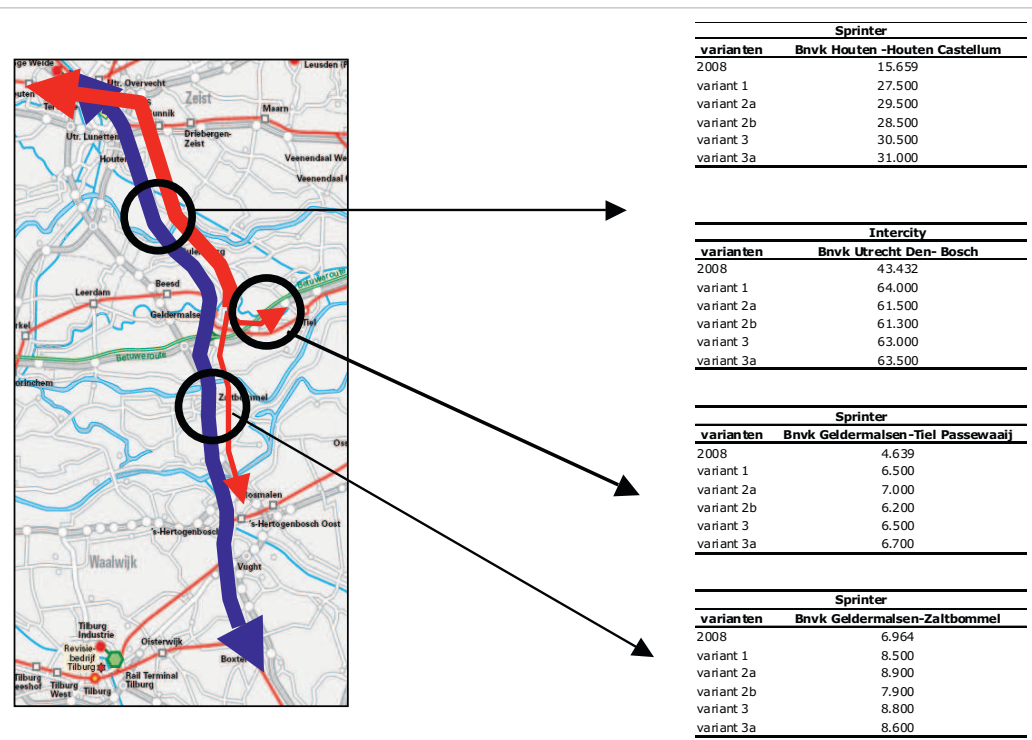 Leusden
Utr. Overvecht
Zeist
Maarn
Driebergen-
Zeist
Utr. Lunetten
Houten
Veenendaal
Veenendaal
Beesd
Leerdam
Betuweroute
Geldermalsen
Tiel
Betuweroute
orinchem
Zaltbommel
Rosmalen
's-Hertogenbosch Oost
's-Hertogenbosch
Waalwijk
Vught
Tilburg
Industrie
Oisterwijk
Revisie-
bedrijf
Tilburg
Boxtel
Rail Terminal
Tilburg
Tilburg
West
Tilburg
Sprinter
varianten Bnvk Houten -Houten Castellum
2008 15.659
variant 1 27.500
variant 2a 29.500
variant 2b 28.500
variant 3 30.500
variant 3a 31.000
Intercity
varianten Bnvk Utrecht Den- Bosch
2008 43.432
variant 1 64.000
variant 2a 61.500
variant 2b 61.300
variant 3 63.000
variant 3a 63.500
Sprinter
varianten Bnvk Geldermalsen-Tiel Passewaaij
2008 4.639
variant 1 6.500
variant 2a 7.000
variant 2b 6.200
variant 3 6.500
variant 3a 6.700
Sprinter
varianten Bnvk Geldermalsen-Zaltbommel
2008 6.964
variant 1 8.500
variant 2a 8.900
variant 2b 7.900
variant 3 8.800
variant 3a 8.600